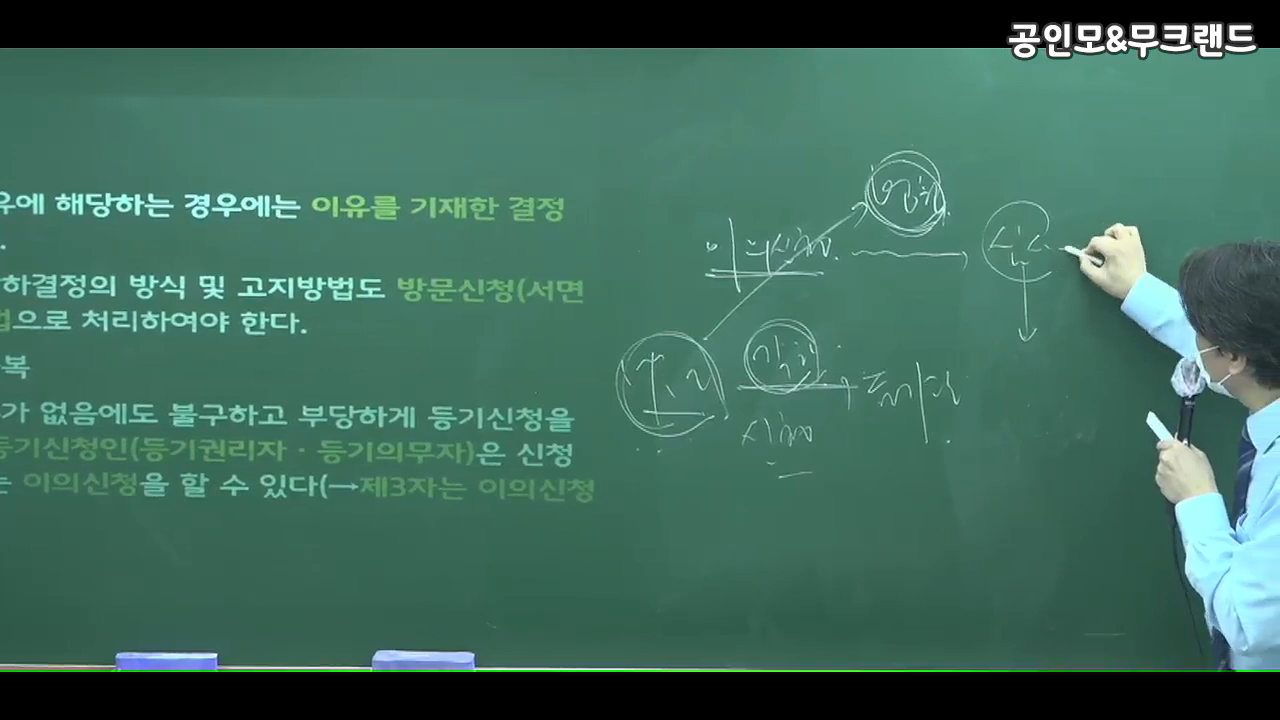 공인모&무크랜드
유에 해당하는 경우에는 이유를 기재한 결정
.
하결정의 방식 및 고지방법도 방문신청(서면
법으로 처리하여야 한다.
복
가 없음에도 불구하고 부당하게 등기신청을
등기신청인(등기권리자 · 등기의무자)은 신청
는 이의신청을 할 수 있다(→제3자는 이의신청
이의신청
각하
신청
등기관